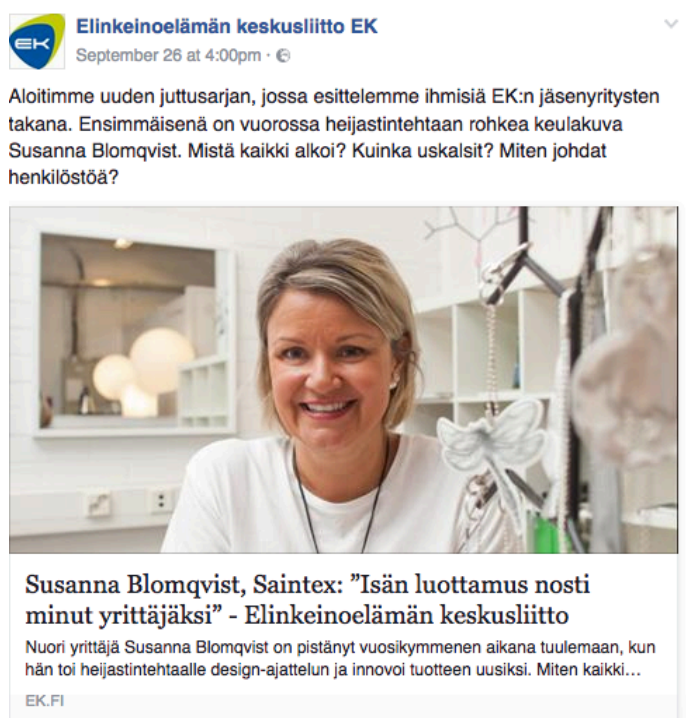 EK
Elinkeinoelämän keskusliitto EK
September 26 at 4:00pm ·
Aloitimme uuden juttusarjan, jossa esittelemme ihmisiä EK:n jäsenyritysten
takana. Ensimmäisenä on vuorossa heijastintehtaan rohkea keulakuva
Susanna Blomqvist. Mistä kaikki alkoi? Kuinka uskalsit? Miten johdat
henkilöstöä?
Susanna Blomqvist, Saintex: ”Isän luottamus nosti
minut yrittäjäksi” - Elinkeinoelämän keskusliitto
Nuori yrittäjä Susanna Blomqvist on pistänyt vuosikymmenen aikana tuulemaan, kun
hän toi heijastintehtaalle design-ajattelun ja innovoi tuotteen uusiksi. Miten kaikki...
EK.FI